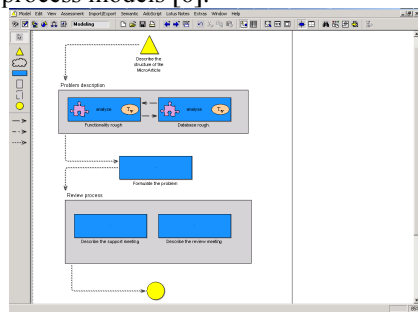 process models [6].
Model Edit View Assessment Import/Export Semantic AdoScript Lotus Notes Extras Window Help
Modeling
Describe the
structure of the
MicroArticle
Problem description
analyse
analyse
Functionality rough
Database rough
Formulate the problem
Review process
Describe the support meeting
Describe the review meeting